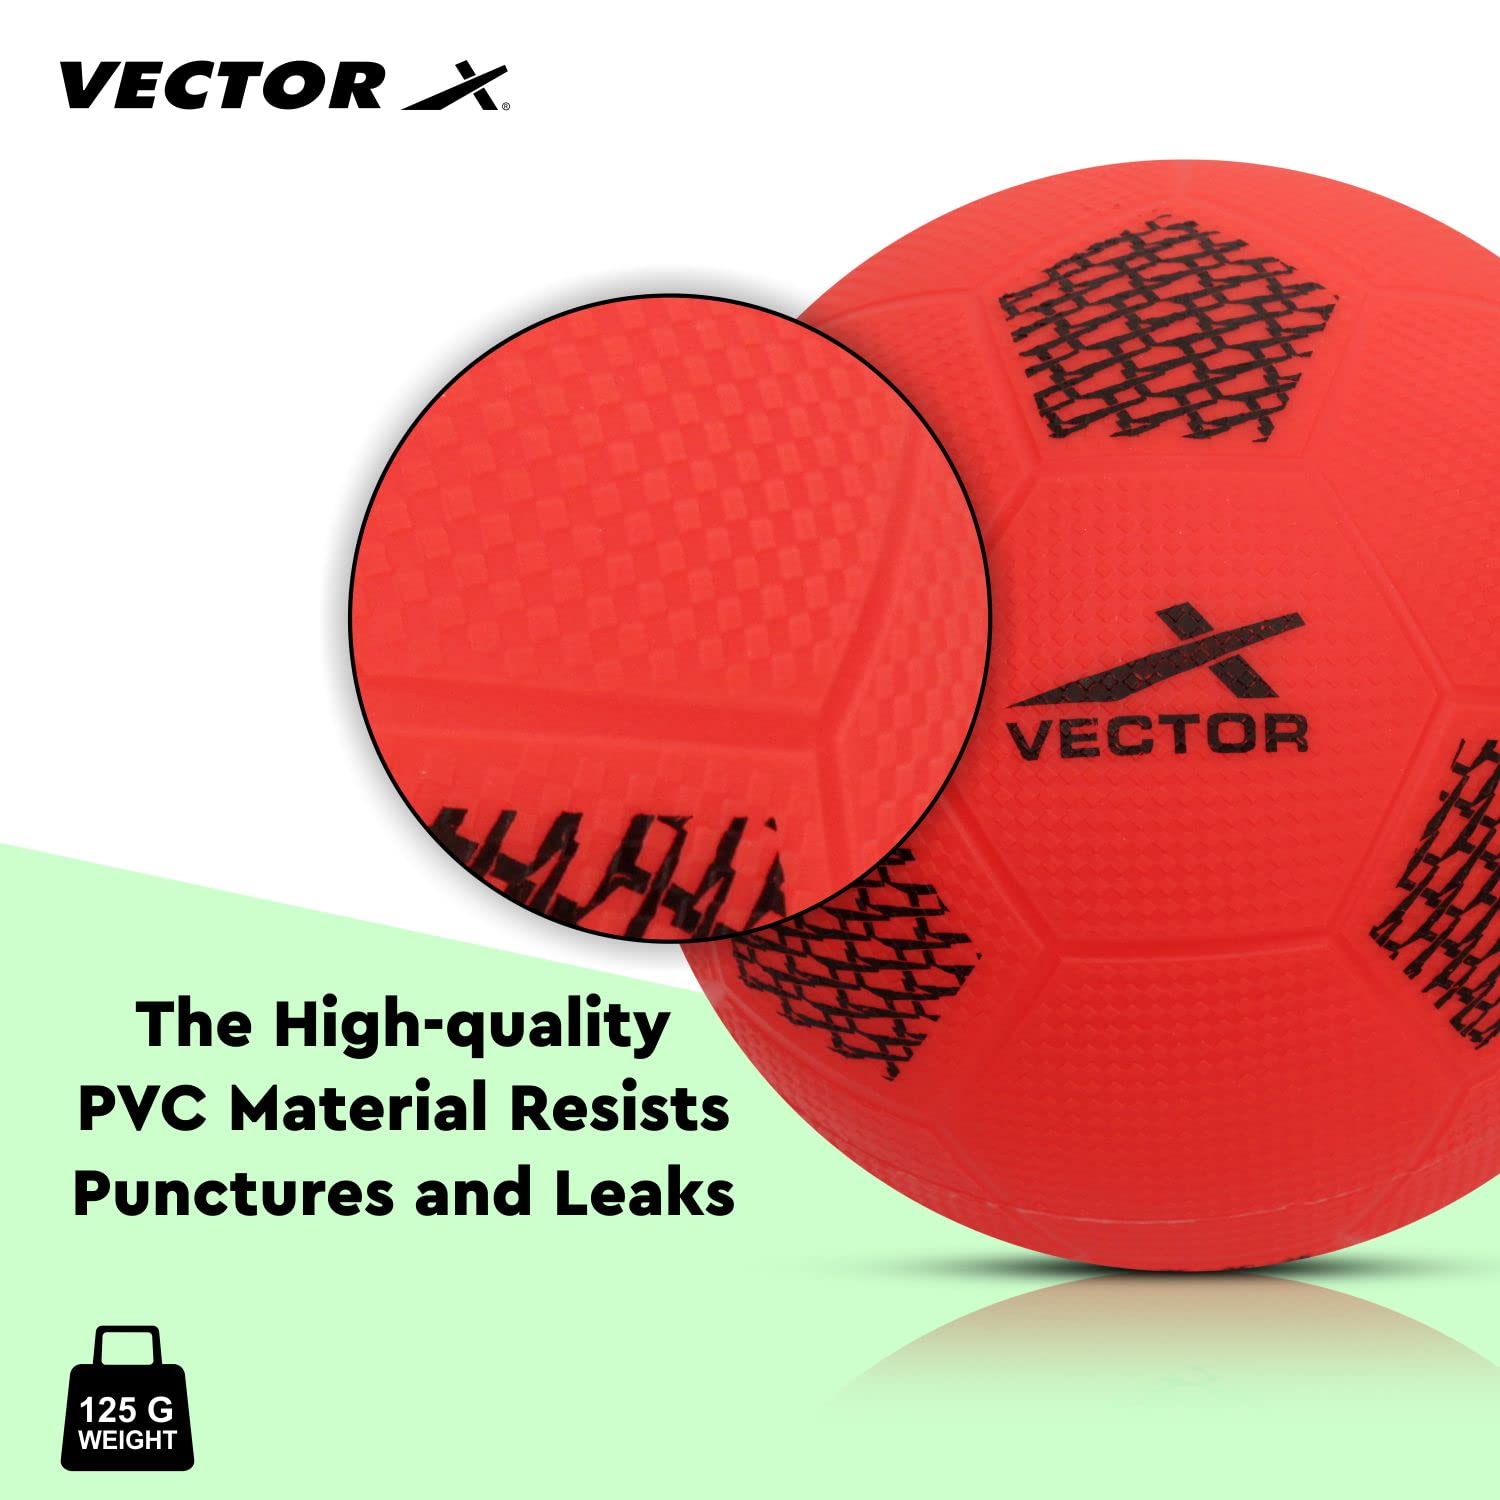 VECTOR X®
VECTOR
The High-quality
PVC Material Resists
Punctures and Leaks
125 G
WEIGHT